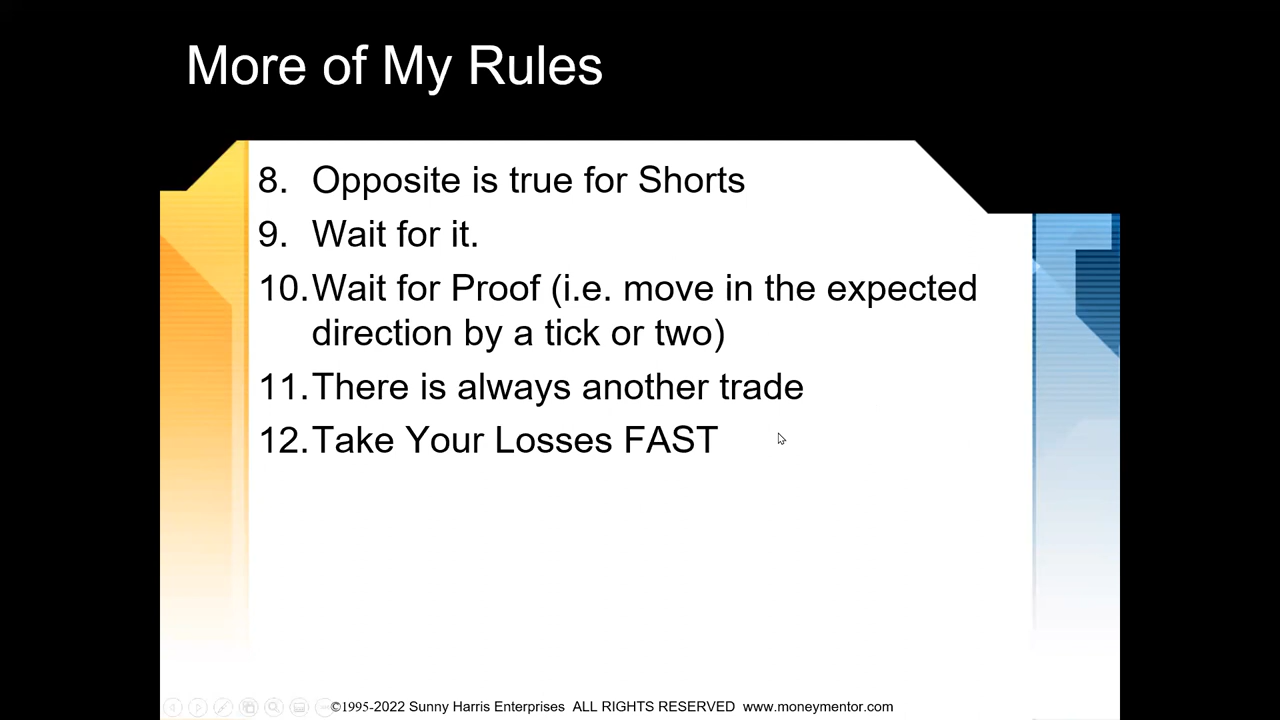 More of My Rules
8. Opposite is true for Shorts
9. Wait for it.
10. Wait for Proof (i.e. move in the expected
direction by a tick or two)
11. There is always another trade
12. Take Your Losses FAST
©1995-2022 Sunny Harris Enterprises ALL RIGHTS RESERVED www.moneymentor.com